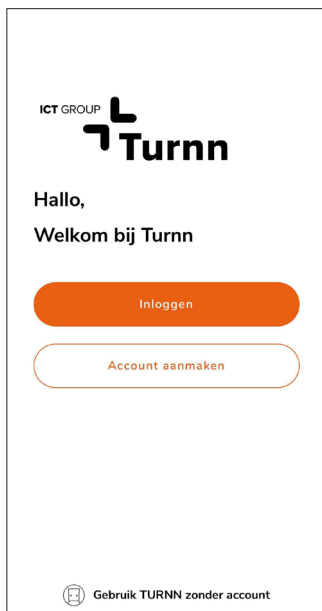 ICT GROUP
Turnn
Hallo,
Welkom bij Turnn
Inloggen
Account aanmaken
Gebruik TURNN zonder account